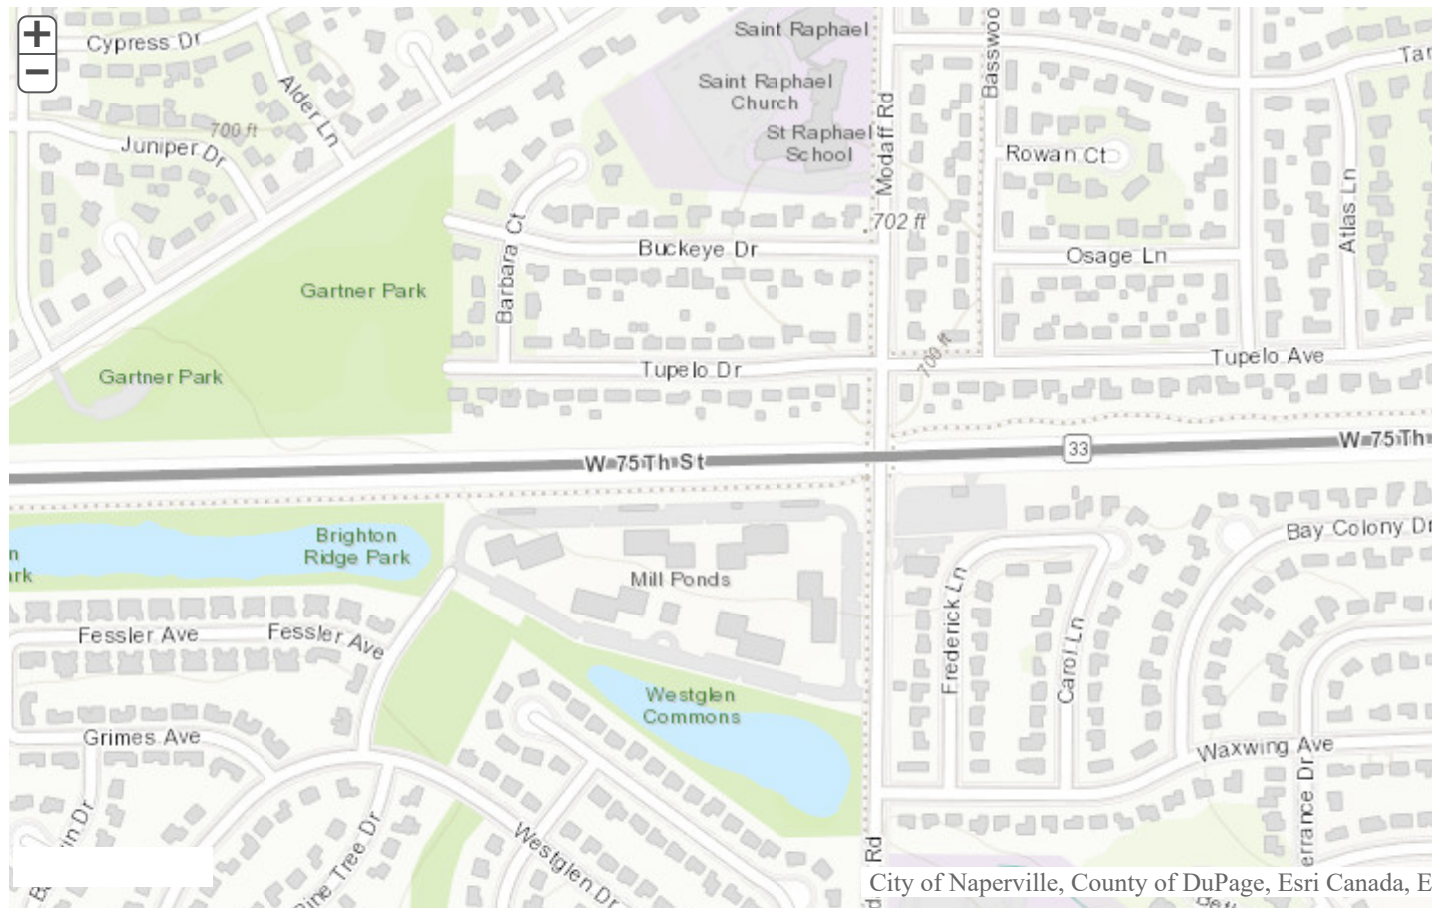 +
−
Cypress Dr
Alder Ln
700 ft
Juniper Dr
Saint Raphael
Saint Raphael
Church
St Raphael
School
Modaff Rd
Rowan Ct
Atlas Ln
702 ft
Buckeye Dr
Barbara Ct
Osage Ln
Gartner Park
Gartner Park
Tupelo Dr
700 ft
Tupelo Ave
W 75Th St
33
W 75Th
Brighton
Ridge Park
Bay Colony Dr
Mill Ponds
Fessler Ave
Fessler Ave
Frederick Ln
Carol Ln
Westglen
Commons
Grimes Ave
Waxwing Ave
Westglen Dr
Rd
City of Naperville, County of DuPage, Esri Canada, E